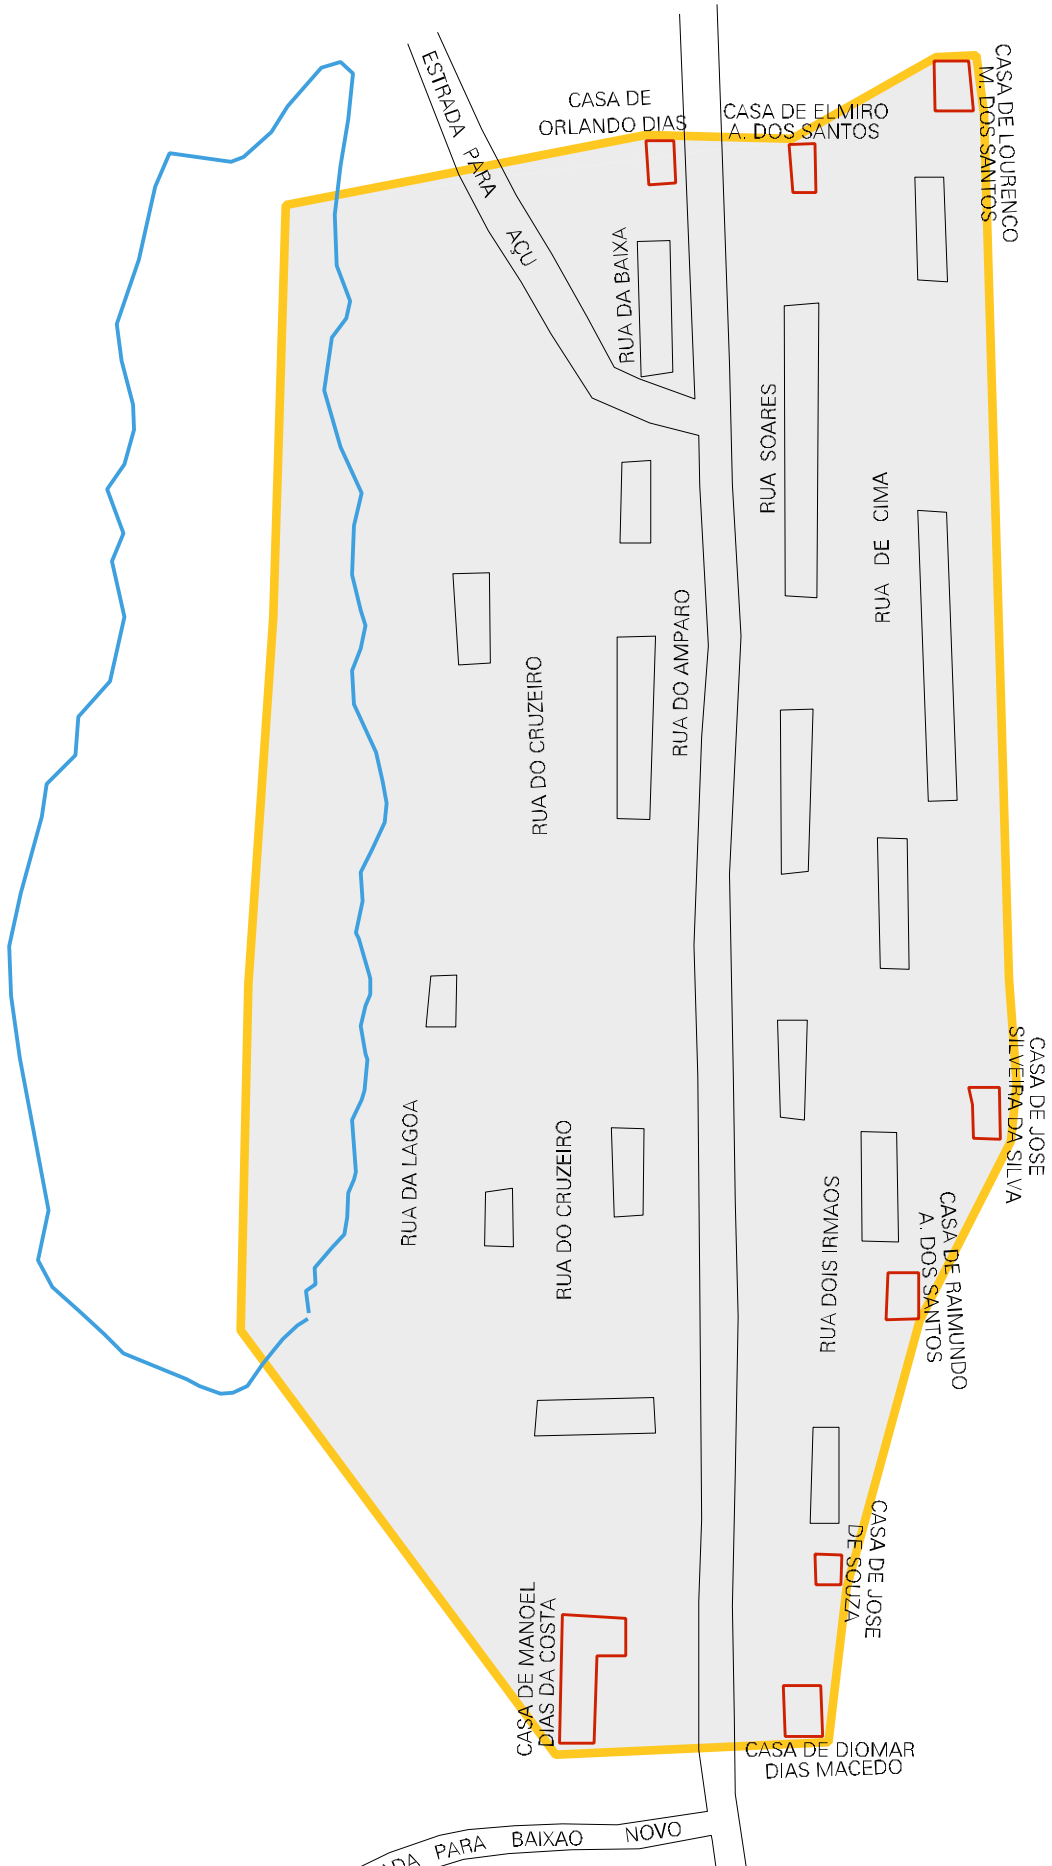 CASA DE
ORLANDO DIAS
CASA DE ELMIRO
A. DOS SANTOS
CASA DE LOURENCO
M. DOS SANTOS
ESTRADA PARA AÇU
RUA DA BAIXA
RUA SOARES
RUA DE CIMA
RUA DO AMPARO
RUA DO CRUZEIRO
CASA DE JOSE
SILVEIRA DA SILVA
RUA DA LAGOA
RUA DO CRUZEIRO
RUA DOIS IRMAOS
CASA DE RAIMUNDO
A. DOS SANTOS
CASA DE JOSE
DE SOUZA
CASA DE MANOEL
DIAS DA COSTA
CASA DE DIOMAR
DIAS MACEDO
PARA BAIXAO NOVO